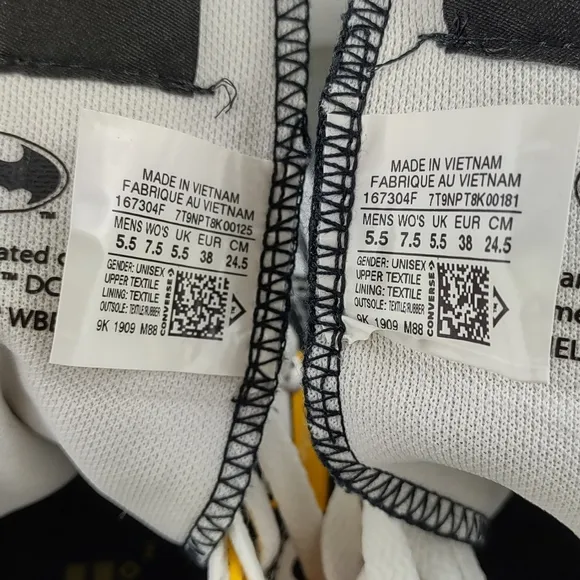 MADE IN VIETNAM
FABRIQUE AU VIETNAM
167304F 7T9NPT8K00125
MENS WO'S UK EUR CM
5.5 7.5 5.5 38 24.5
GENDER: UNISEX
UPPER TEXTILE
LINING: TEXTILE
OUTSOLE: TEXTILE/RUBBER
CONVERSE
9K 1909 M88
MADE IN VIETNAM
FABRIQUE AU VIETNAM
167304F 7T9NPT8K00181
MENS WO'S UK EUR CM
5.5 7.5 5.5 38 24.5
GENDER: UNISEX
UPPER TEXTILE
LINING: TEXTILE
OUTSOLE: TEXTILE/RUBBER
CONVERSE
9K 1909 M88
TM
™ DC